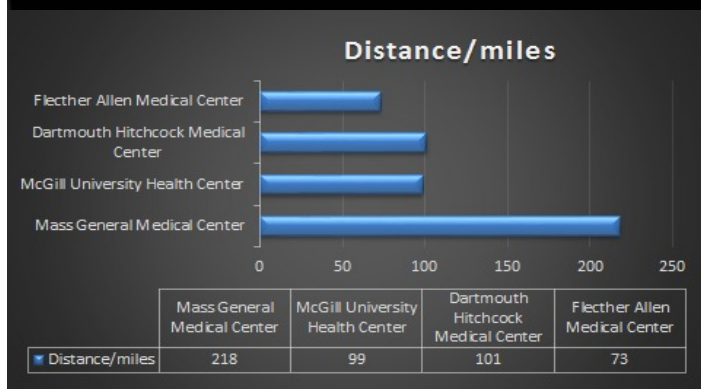 Distance/miles
Flecther Allen Medical Center
Dartmouth Hitchcock Medical
Center
McGill University Health Center
Mass General Medical Center
0 50 100 150 200 250
Mass General
Medical Center
McGill University
Health Center
Dartmouth
Hitchcock
Medical Center
Flecther Allen
Medical Center
Distance/miles 218 99 101 73